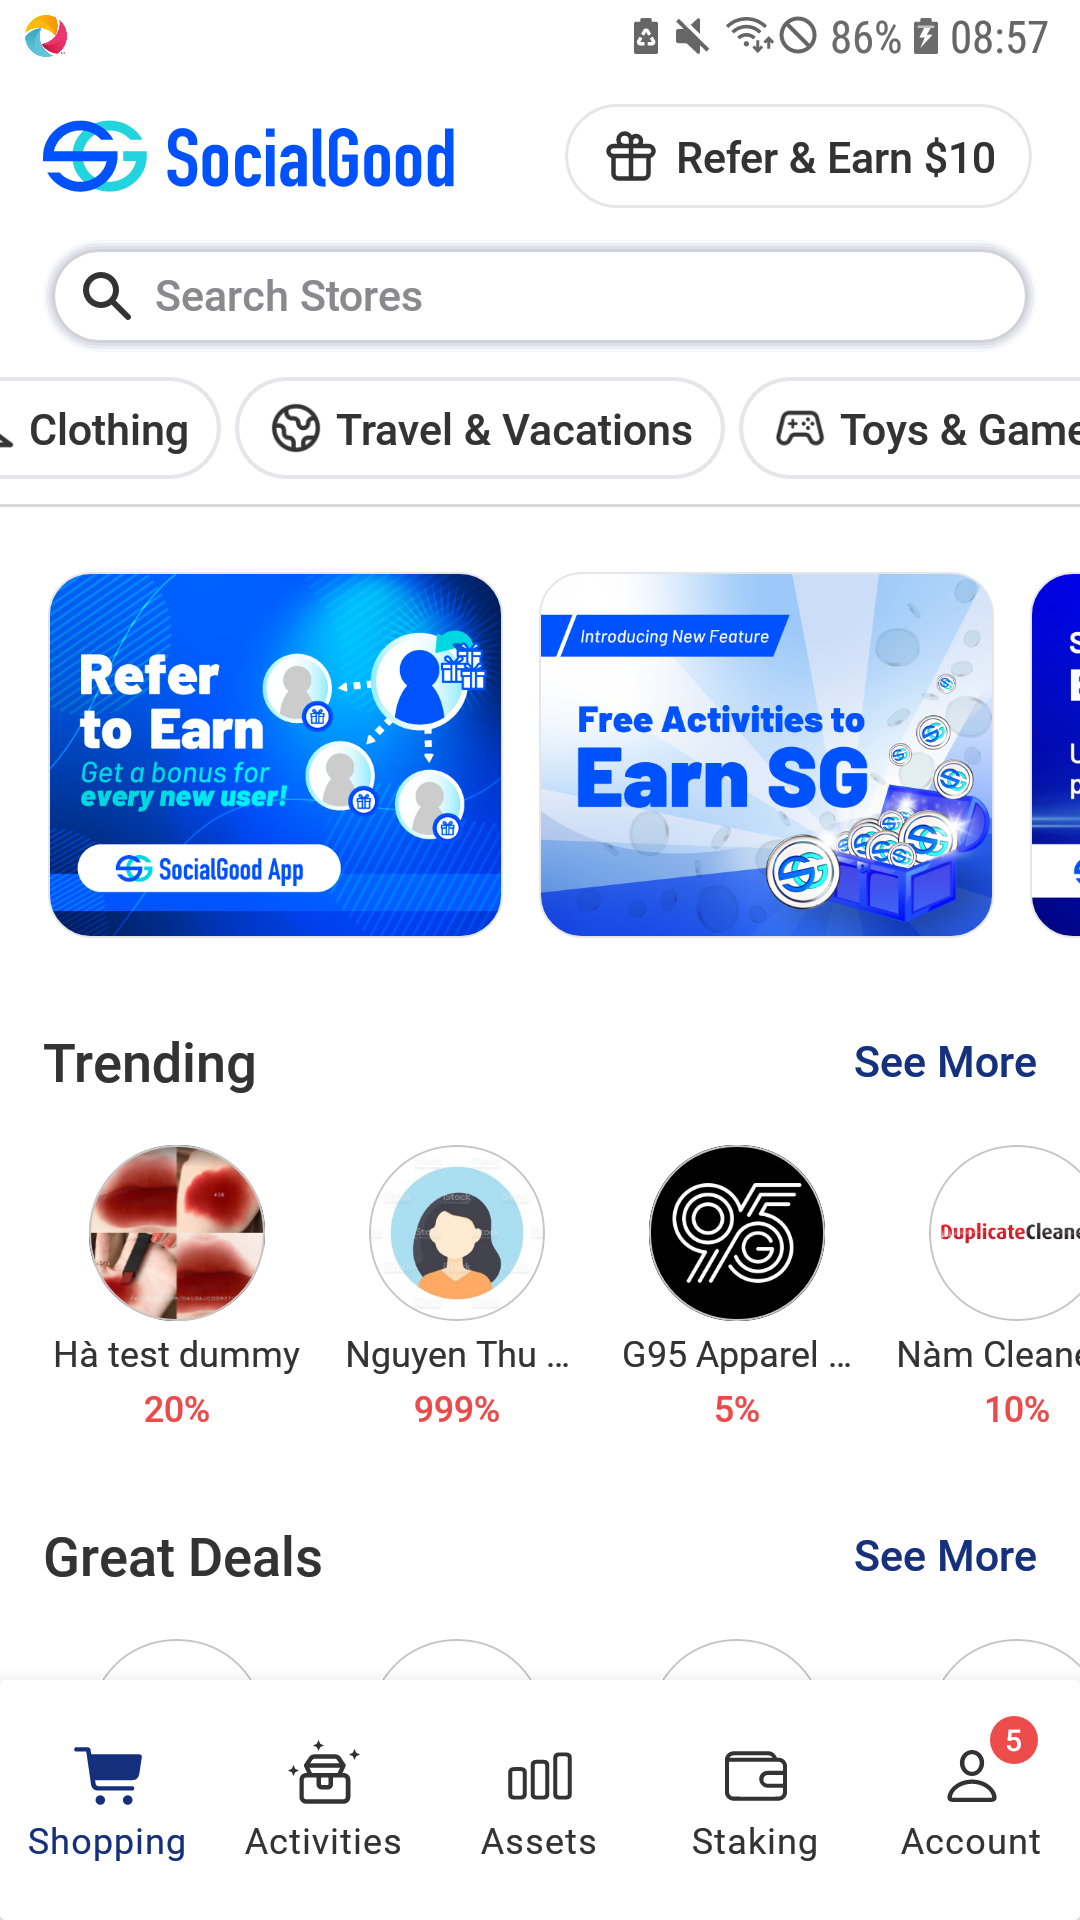 86% 08:57
SocialGood
Refer & Earn $10
Search Stores
Clothing
Travel & Vacations
Toys & Game
Refer
to Earn
Get a bonus for
every new user!
SocialGood App
Introducing New Feature
Free Activities to
Earn SG
Trending
See More
iStock
95
G
DuplicateCleane
Hà test dummy
Nguyen Thu ...
G95 Apparel ...
Nàm Cleane
20%
999%
5%
10%
Great Deals
See More
5
Shopping
Activities
Assets
Staking
Account